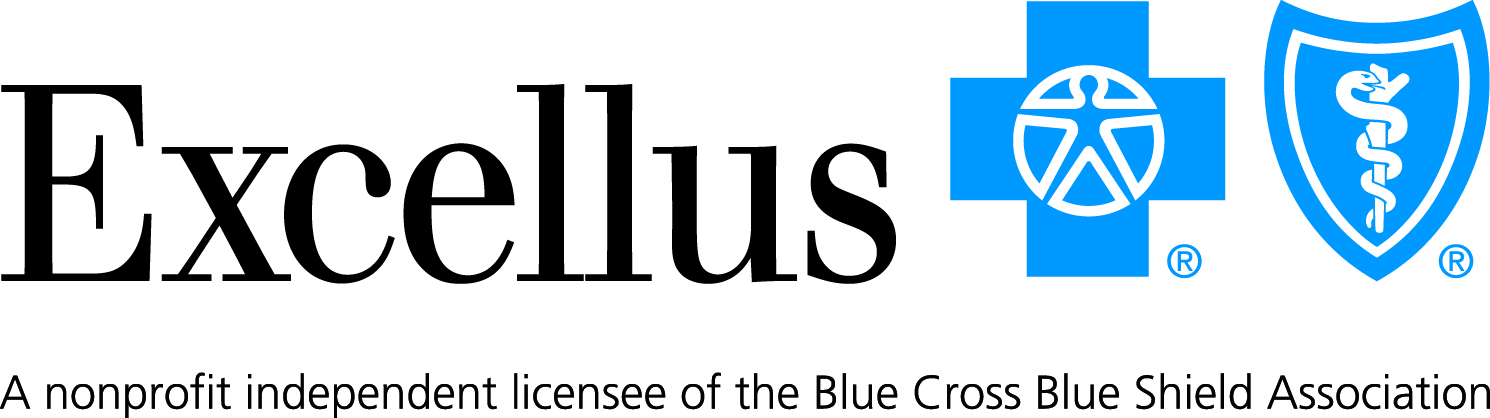 Excellus ® ®
A nonprofit independent licensee of the Blue Cross Blue Shield Association